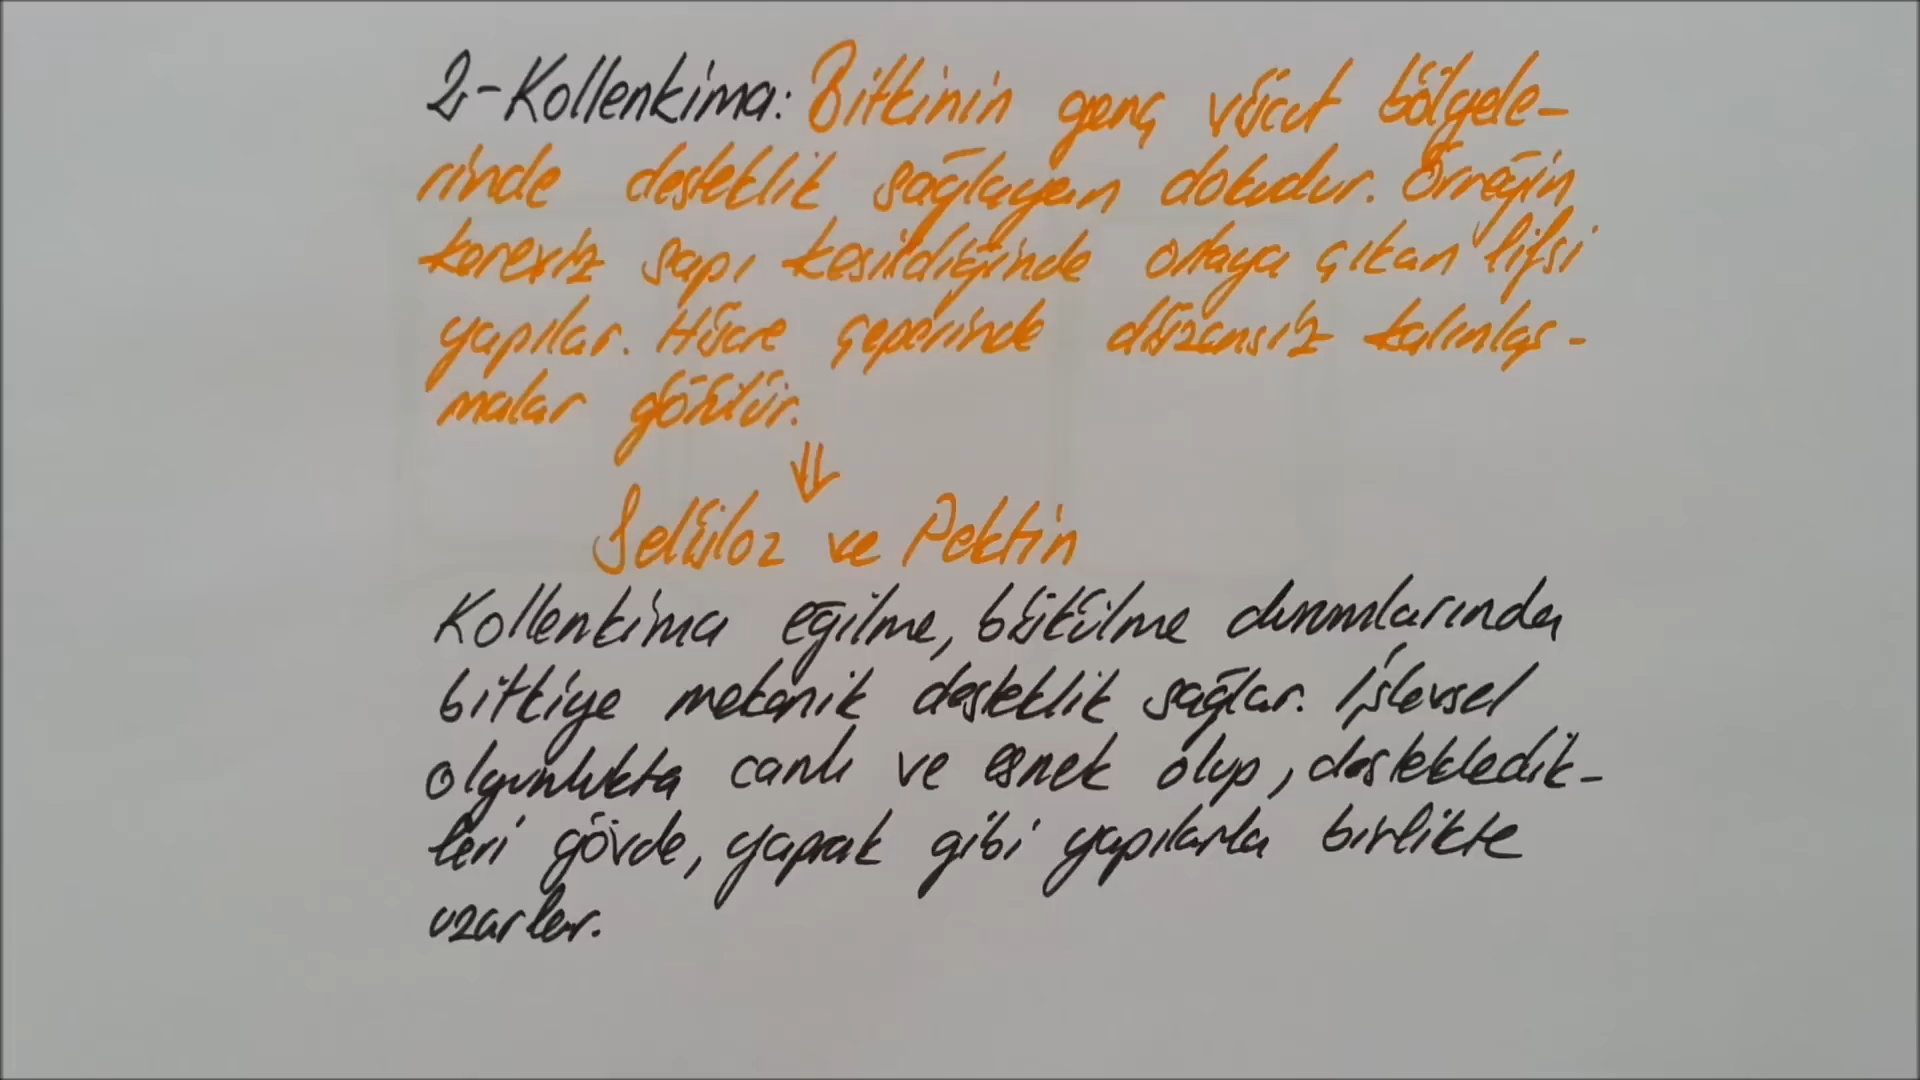 2-Kollenkima: Bitkinin genç vücut bölgele-
rinde desteklik sağlayan dokudur. Örneğin
kereviz sapı kesildiğinde ortaya çıkan lifsi
yapılar. Hücre çeperinde düzensiz kalınlaş-
malar görülür.
⇓
Selüloz ve Pektin
Kollenkima eğilme, bükülme durumlarında
bitkiye mekanik desteklik sağlar. İşlevsel
olgunlukta canlı ve esnek olup, destekledik-
leri gövde, yaprak gibi yapılarla birlikte
uzarlar.